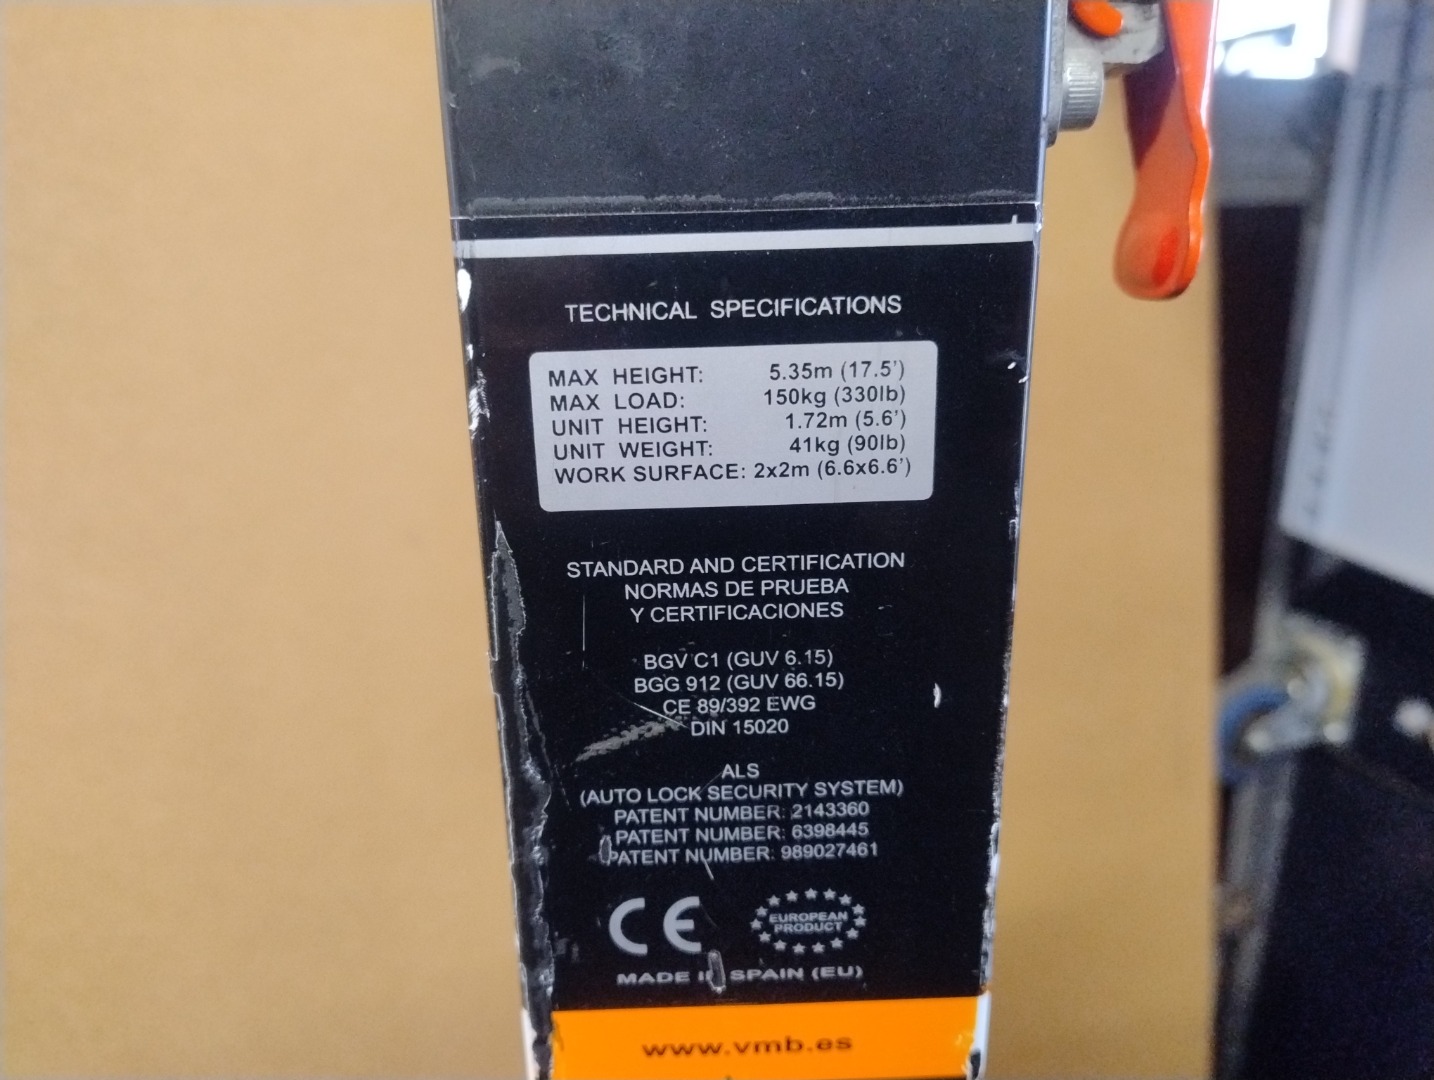 TECHNICAL SPECIFICATIONS
MAX HEIGHT: 5.35m (17.5')
MAX LOAD: 150kg (330lb)
UNIT HEIGHT: 1.72m (5.6')
UNIT WEIGHT: 41kg (90lb)
WORK SURFACE: 2x2m (6.6x6.6')
STANDARD AND CERTIFICATION
NORMAS DE PRUEBA
Y CERTIFICACIONES
BGV C1 (GUV 6.15)
BGG 912 (GUV 66.15)
CE 89/392 EWG
DIN 15020
ALS
(AUTO LOCK SECURITY SYSTEM)
PATENT NUMBER: 2143360
PATENT NUMBER: 6398445
PATENT NUMBER: 989027461
CE
EUROPEAN
PRODUCT
MADE IN SPAIN (EU)
www.vmb.es